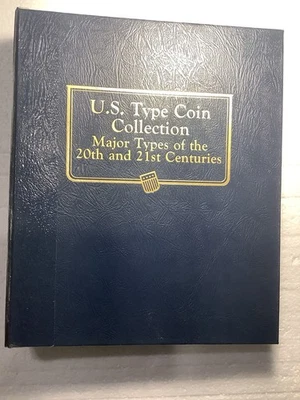 U.S. Type Coin
Collection
Major Types of the
20th and 21st Centuries